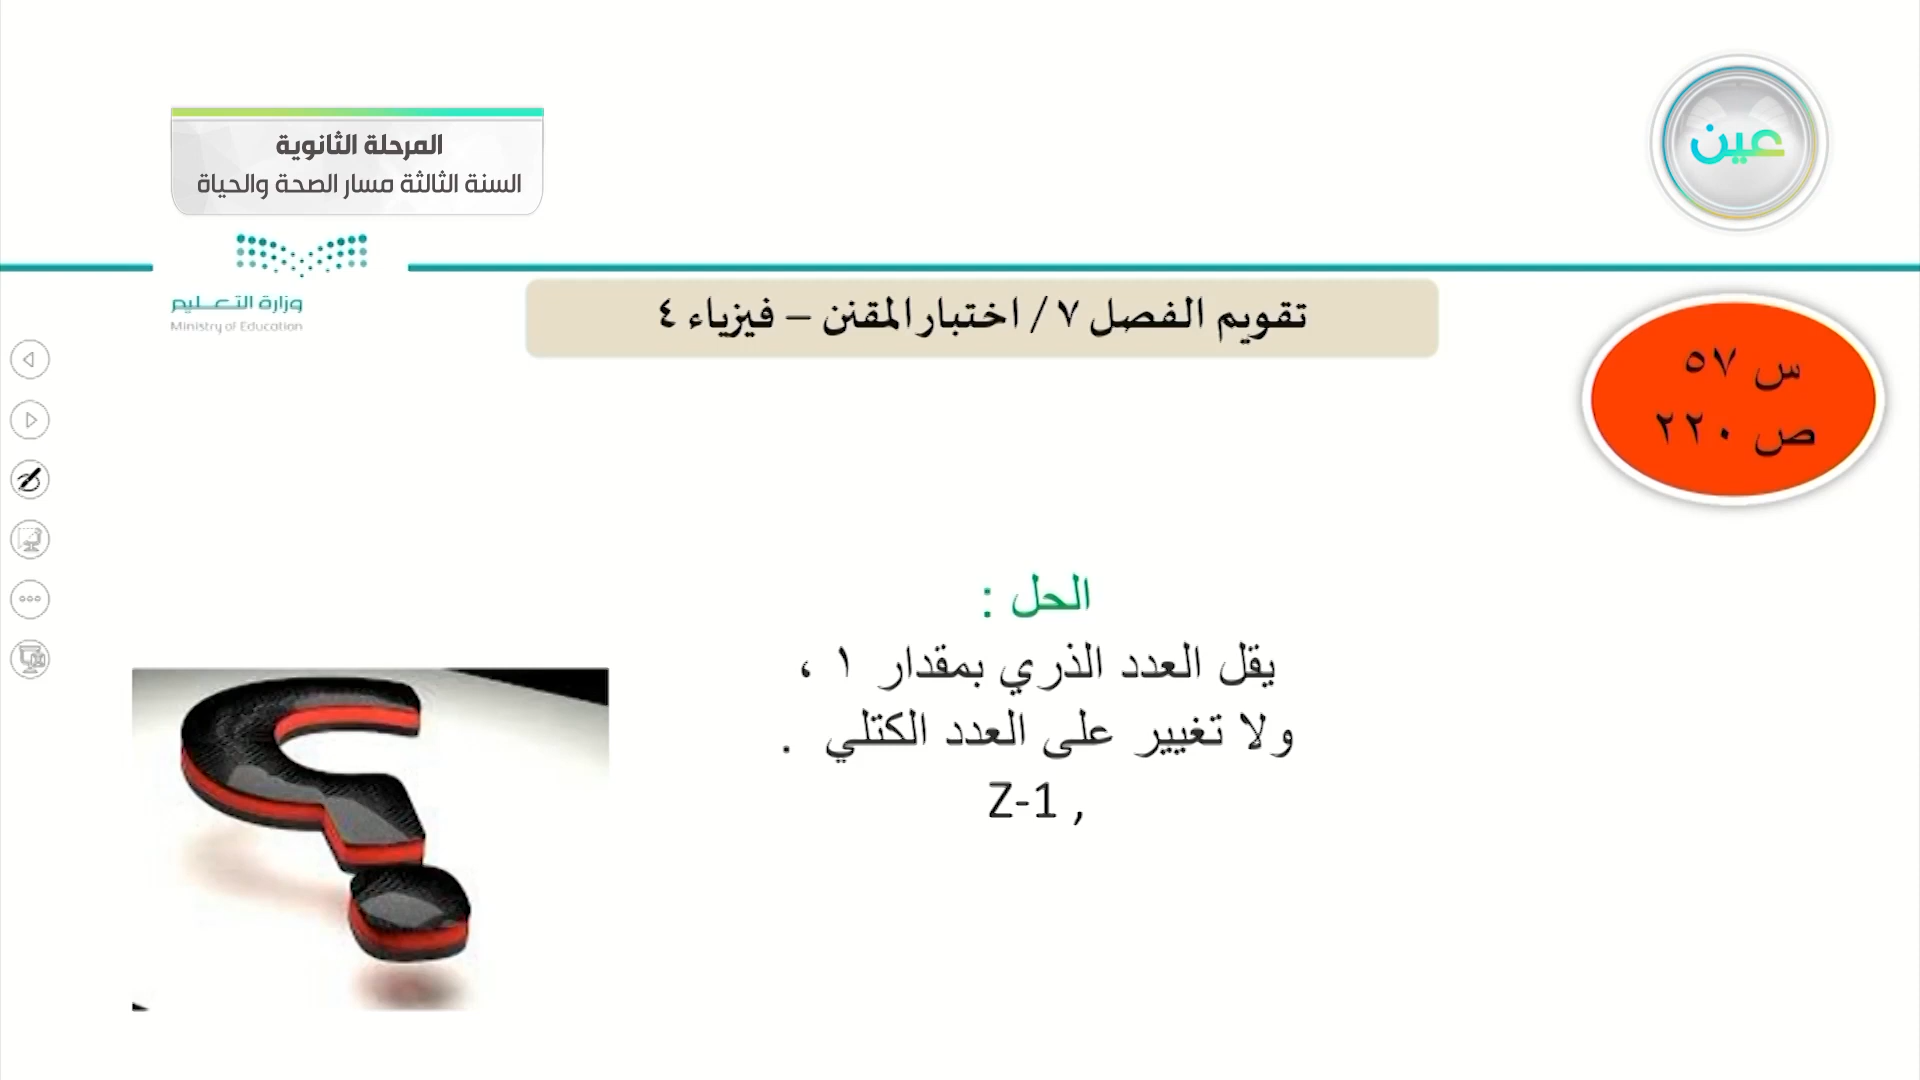 عين
المرحلة الثانوية
السنة الثالثة مسار الصحة والحياة
وزارة التعليم
Ministry of Education
تقويم الفصل ٧ / اختبار المقنن – فيزياء ٤
س ٥٧
ص ٢٢٠
الحل :
يقل العدد الذري بمقدار ١ ،
ولا تغيير على العدد الكتلي .
Z-1 ,